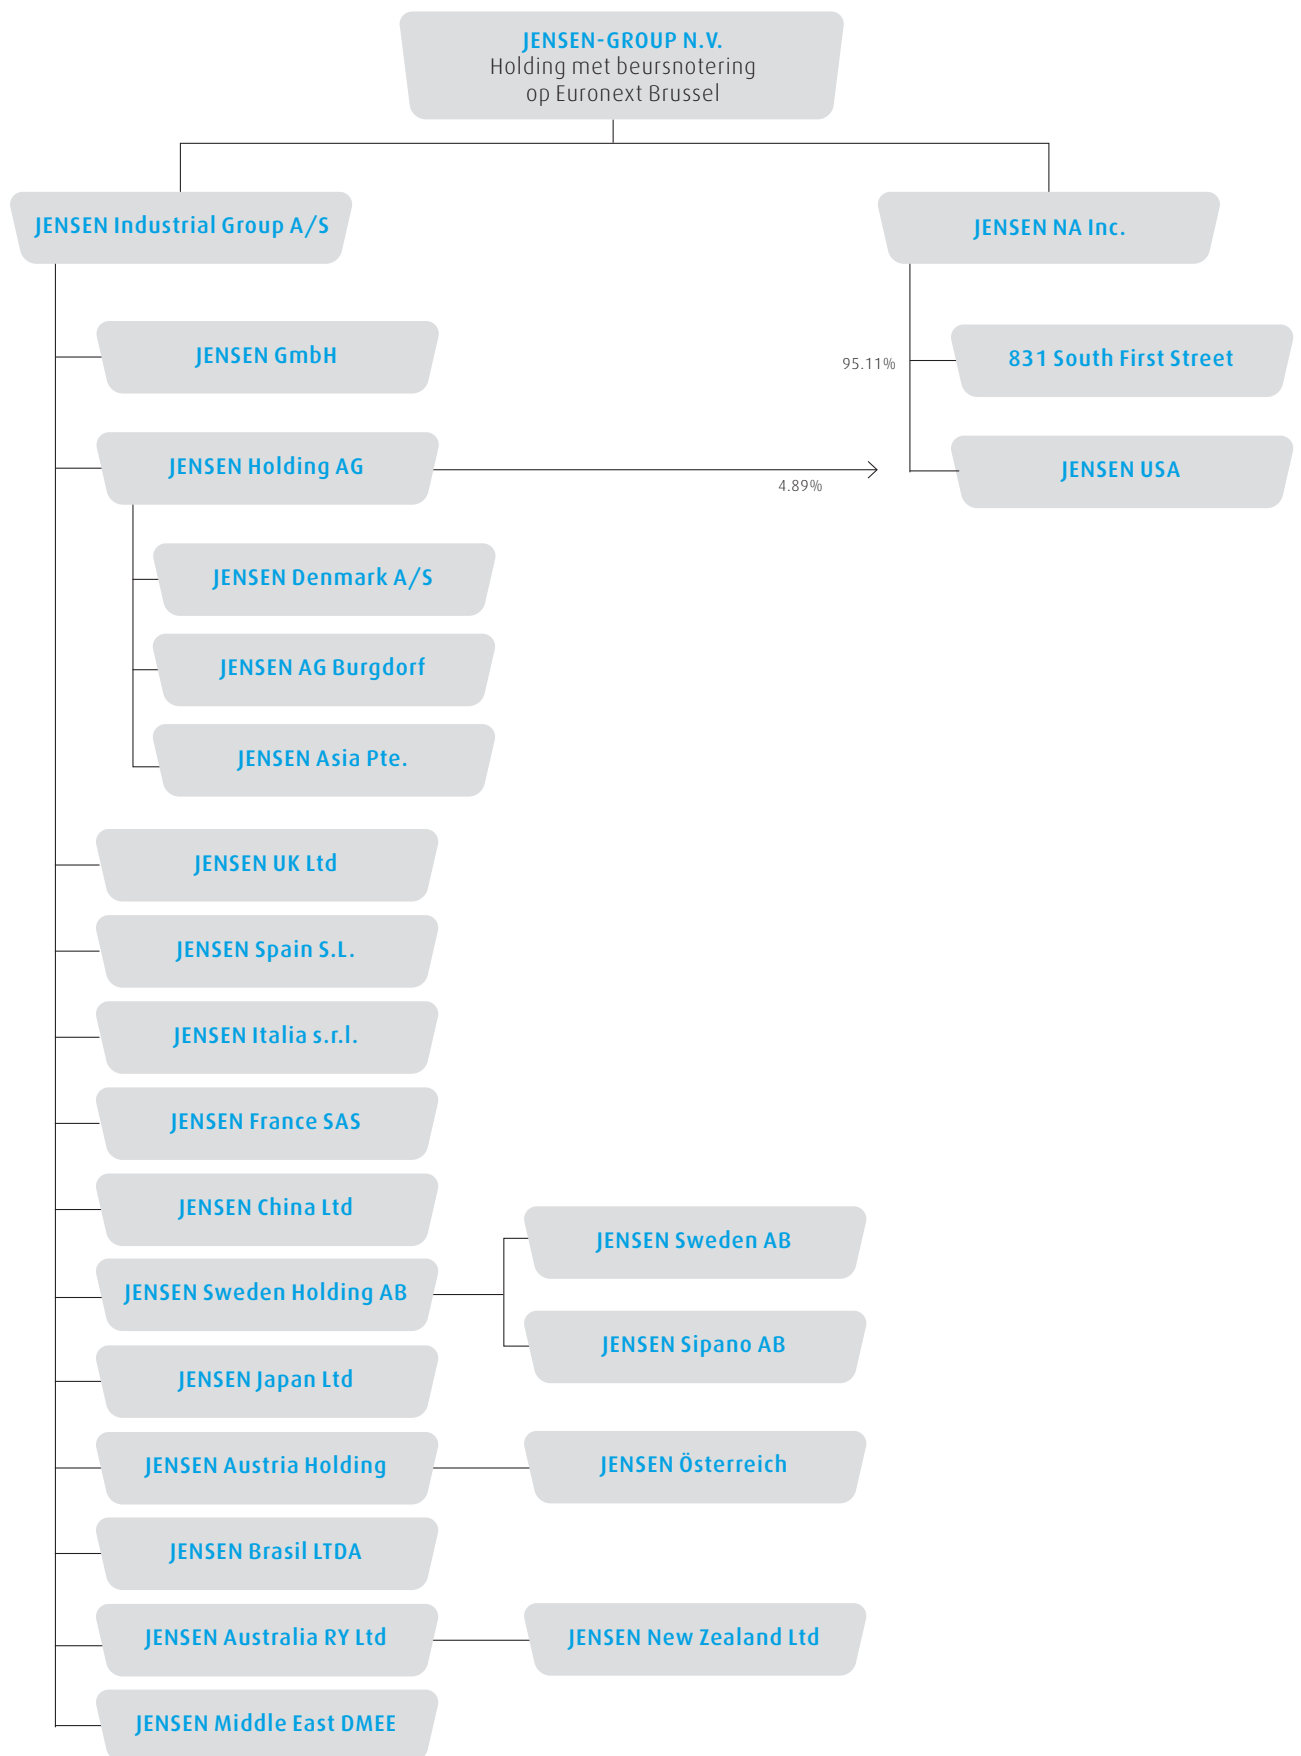 JENSEN-GROUP N.V.
Holding met beursnotering
op Euronext Brussel
JENSEN Industrial Group A/S
JENSEN NA Inc.
JENSEN GmbH
95.11%
831 South First Street
JENSEN Holding AG
4.89%
JENSEN USA
JENSEN Denmark A/S
JENSEN AG Burgdorf
JENSEN Asia Pte.
JENSEN UK Ltd
JENSEN Spain S.L.
JENSEN Italia s.r.l.
JENSEN France SAS
JENSEN China Ltd
JENSEN Sweden AB
JENSEN Sweden Holding AB
JENSEN Sipano AB
JENSEN Japan Ltd
JENSEN Austria Holding
JENSEN Österreich
JENSEN Brasil LTDA
JENSEN Australia RY Ltd
JENSEN New Zealand Ltd
JENSEN Middle East DMEE